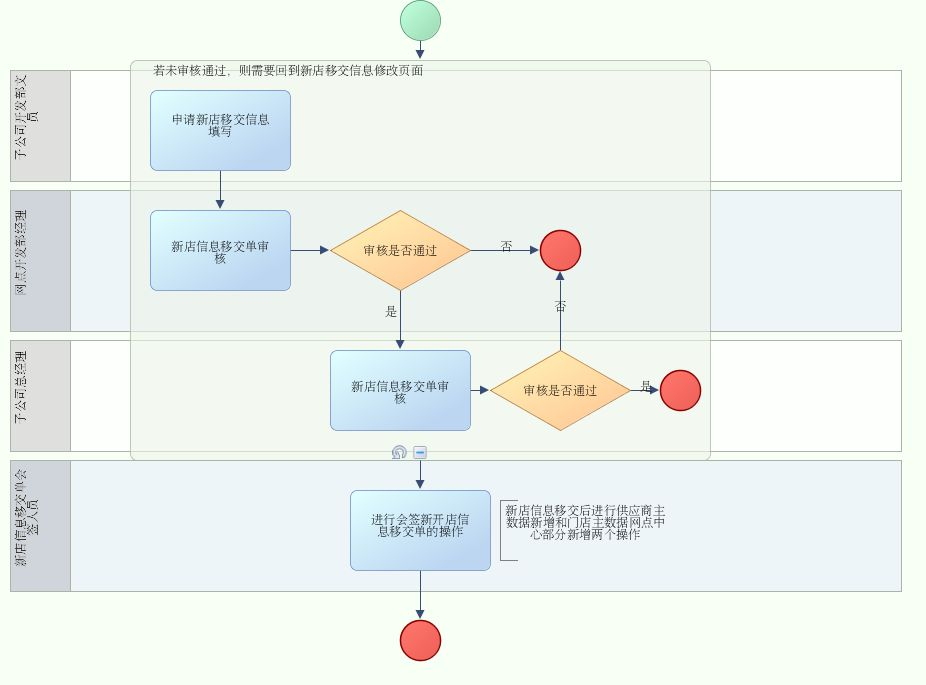 若未审核通过，则需要回到新店移交信息修改页面
子公司开发部文
员
申请新店移交信息
填写
网点开发部经理
新店信息移交单审
核
审核是否通过
否
是
否
子公司总经理
新店信息移交单审
核
审核是否通过
是
新店信息移交单会
签人员
进行会签新开店信
息移交单的操作
新店信息移交后进行供应商主
数据新增和门店主数据网点中
心部分新增两个操作